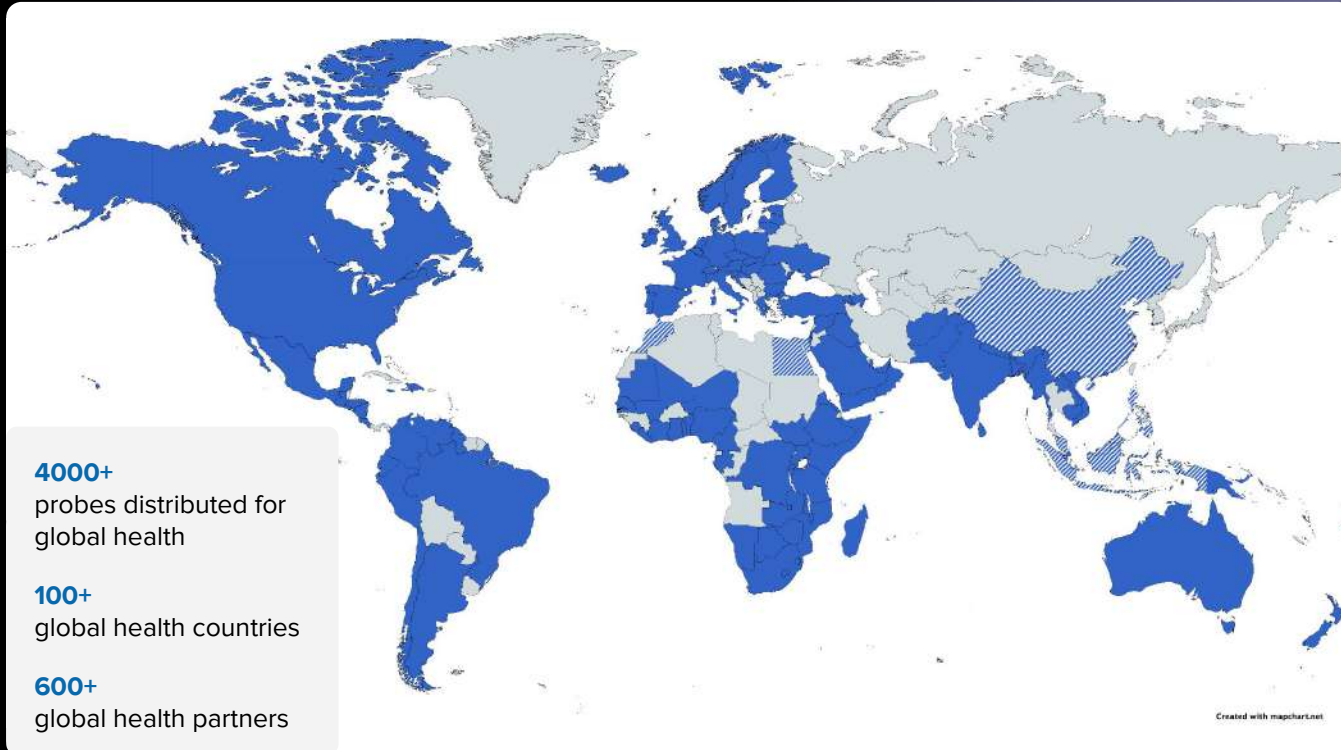 4000+
probes distributed for
global health
100+
global health countries
600+
global health partners
Created with mapchart.net